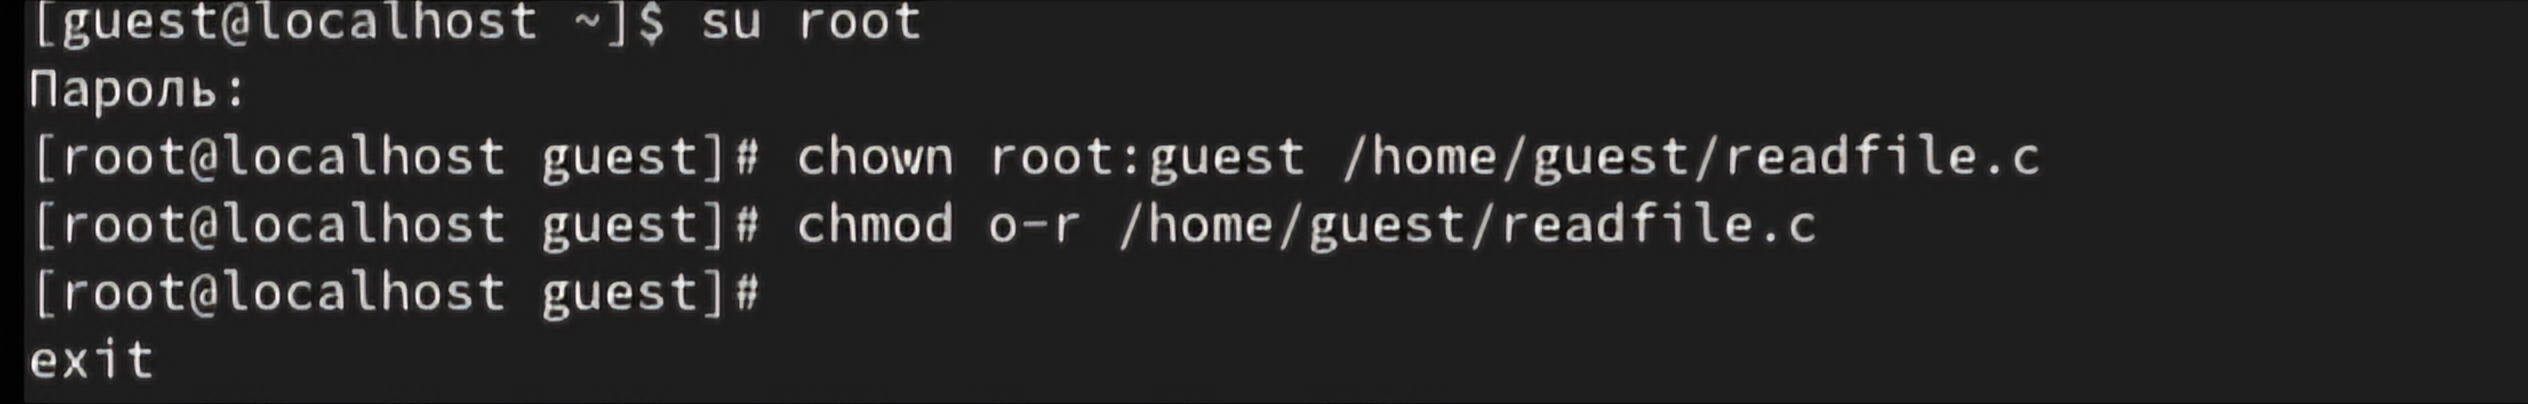 [guest@localhost ~]$ su root
Пароль:
[root@localhost guest]# chown root:guest /home/guest/readfile.c
[root@localhost guest]# chmod o-r /home/guest/readfile.c
[root@localhost guest]#
exit